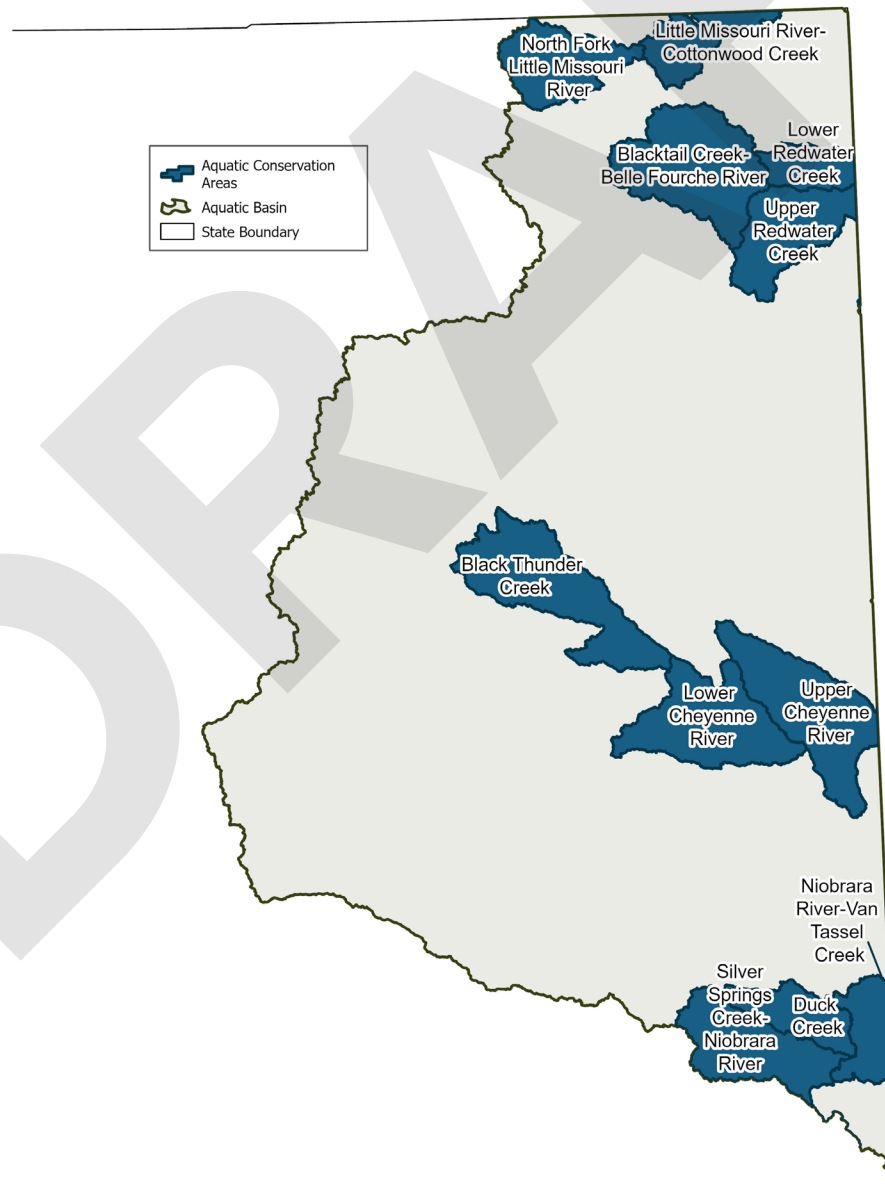 North Fork
Little Missouri
River
Little Missouri River-
Cottonwood Creek
Aquatic Conservation
Areas
Aquatic Basin
State Boundary
Blacktail Creek-
Belle Fourche River
Lower
Redwater
Creek
Upper
Redwater
Creek
Black Thunder
Creek
Lower
Cheyenne
River
Upper
Cheyenne
River
Niobrara
River-Van
Tassel
Creek
Silver
Springs
Creek-
Niobrara
River
Duck
Creek
DRA